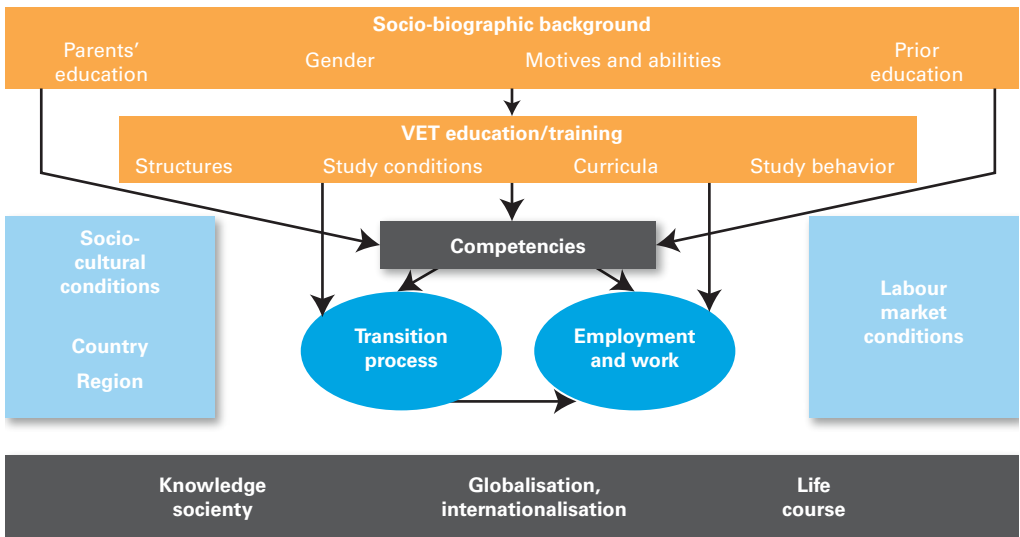 Socio-biographic background
Parents’
education
Gender
Motives and abilities
Prior
education
VET education/training
Structures
Study conditions
Curricula
Study behavior
Socio-
cultural
conditions
Country
Region
Competencies
Transition
process
Employment
and work
Labour
market
conditions
Knowledge
socienty
Globalisation,
internationalisation
Life
course